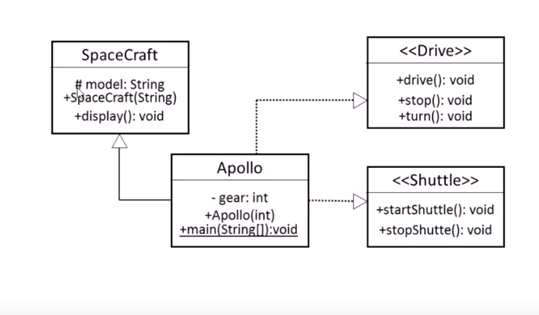 SpaceCraft
# model: String
+SpaceCraft(String)
+display(): void
<<Drive>>
+drive(): void
+stop(): void
+turn(): void
Apollo
- gear: int
+Apollo(int)
+main(String[]):void
<<Shuttle>>
+startShuttle(): void
+stopShutte(): void